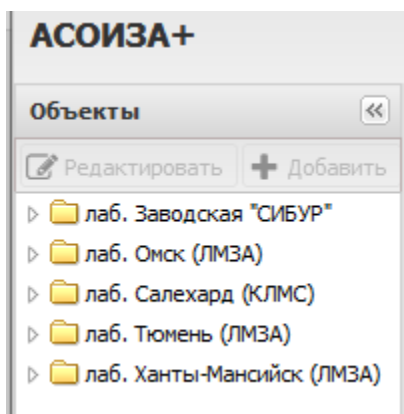 АСОИЗА+
Объекты
Редактировать Добавить
лаб. Заводская "СИБУР"
лаб. Омск (ЛМЗА)
лаб. Салехард (КЛМС)
лаб. Тюмень (ЛМЗА)
лаб. Ханты-Мансийск (ЛМЗА)